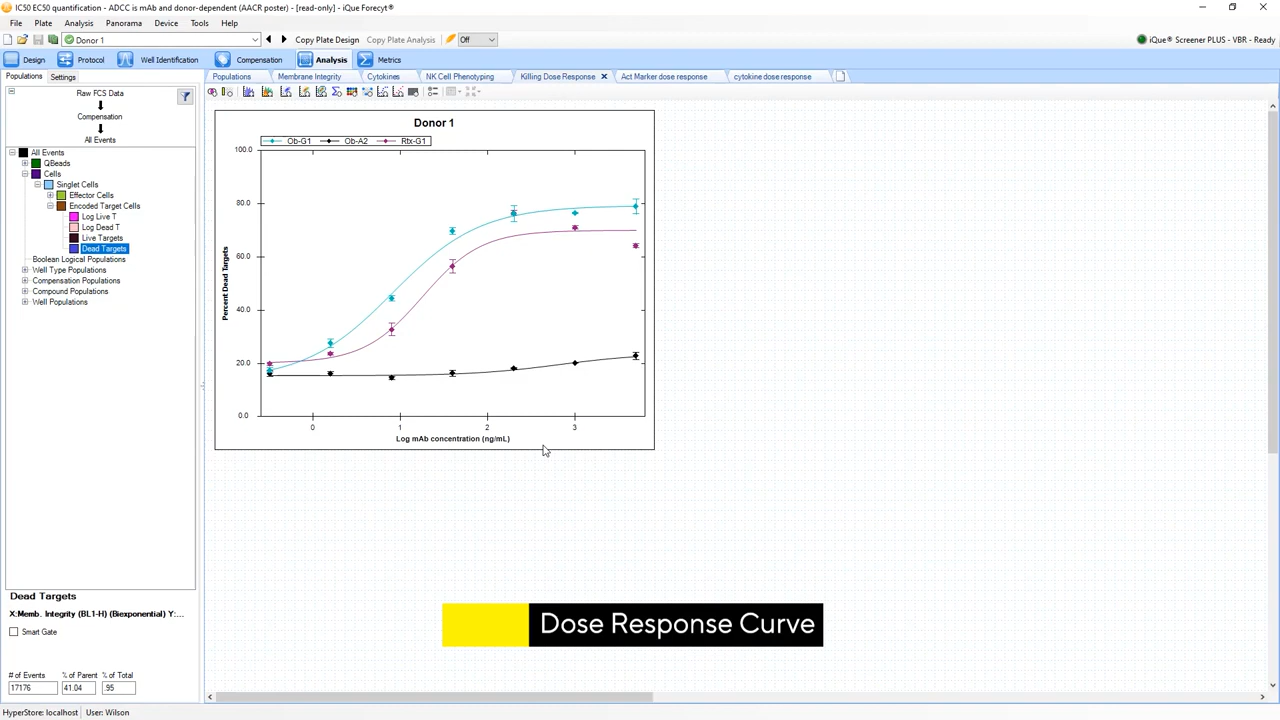 IC50 EC50 quantification - ADCC is mAb and donor-dependent (AACR poster) - [read-only] - iQue Forecyt®
File Plate Analysis Panorama Device Tools Help
Donor 1 Copy Plate Design Copy Plate Analysis Off iQue® Screener PLUS - VBR - Ready
Design Protocol Well Identification Compensation Analysis Metrics
Populations Settings
Populations Membrane Integrity Cytokines NK Cell Phenotyping Killing Dose Response Act Marker dose response cytokine dose response
Raw FCS Data
Compensation
All Events
All Events
QBeads
Cells
Singlet Cells
Effector Cells
Encoded Target Cells
Log Live T
Log Dead T
Live Targets
Dead Targets
Boolean Logical Populations
Well Type Populations
Compensation Populations
Compound Populations
Well Populations
Donor 1
Ob-G1 Ob-A2 Rtx-G1
100.0
80.0
60.0
40.0
20.0
0.0
Percent Dead Targets
0 1 2 3
Log mAb concentration (ng/mL)
Dose Response Curve
Dead Targets
X:Memb. Integrity (BL1-H) (Biexponential) Y:...
Smart Gate
# of Events % of Parent % of Total
17176 41.04 .95
HyperStore: localhost User: Wilson